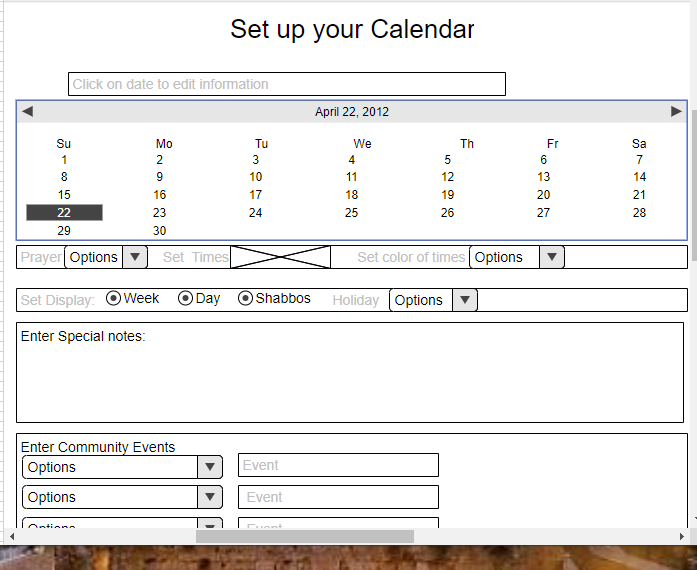 Set up your Calendar
Click on date to edit information
April 22, 2012
Su Mo Tu We Th Fr Sa
1 2 3 4 5 6 7
8 9 10 11 12 13 14
15 16 17 18 19 20 21
22 23 24 25 26 27 28
29 30
Prayer Options Set Times Set color of times Options
Set Display: Week Day Shabbos Holiday Options
Enter Special notes:
Enter Community Events
Options Event
Options Event
Options Event